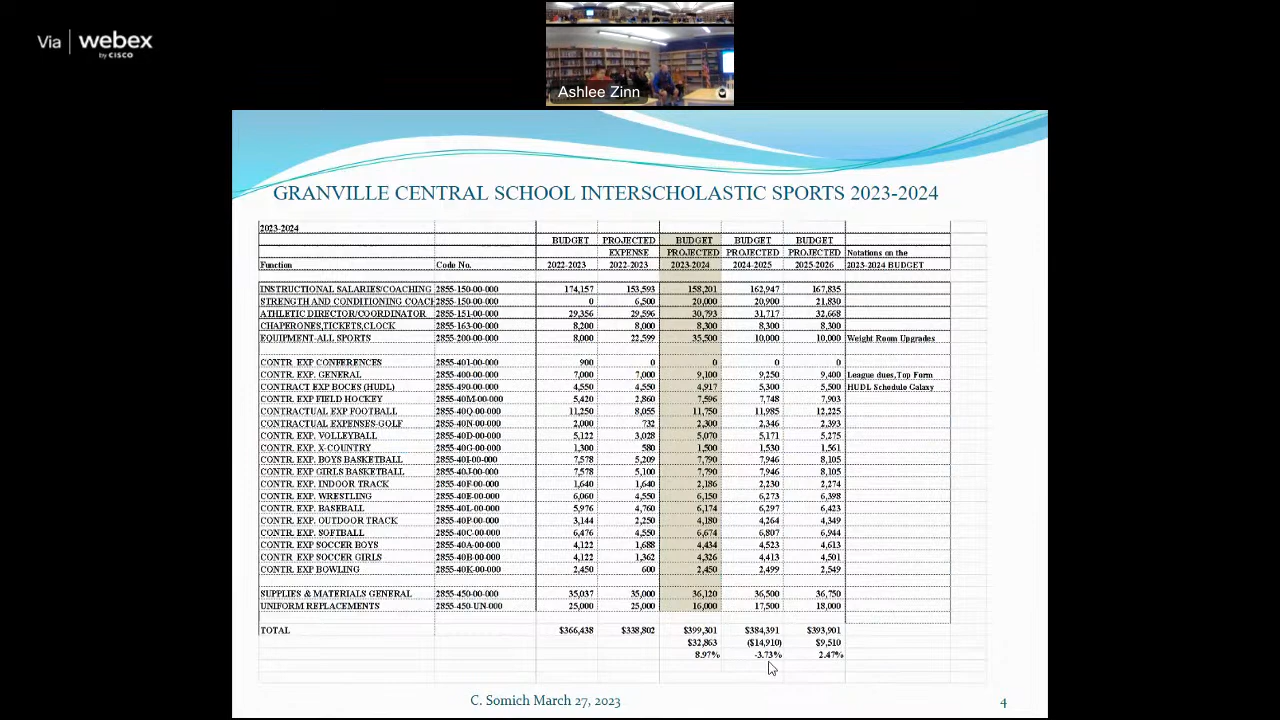 Via webex
by CISCO
Ashlee Zinn
GRANVILLE CENTRAL SCHOOL INTERSCHOLASTIC SPORTS 2023-2024
2023-2024
BUDGET PROJECTED BUDGET BUDGET BUDGET
EXPENSE PROJECTED PROJECTED PROJECTED Notations on the
Function Code No. 2022-2023 2022-2023 2023-2024 2024-2025 2025-2026 2023-2024 BUDGET
INSTRUCTIONAL SALARIES/COACHING 2855-150-00-000 174,157 153,593 158,201 162,947 167,835
STRENGTH AND CONDITIONING COACH 2855-150-00-000 0 6,500 20,000 20,900 21,830
ATHLETIC DIRECTOR/COORDINATOR 2855-151-00-000 29,356 29,596 30,793 31,717 32,668
CHAPERONES,TICKETS,CLOCK 2855-163-00-000 8,200 8,000 8,300 8,300 8,300
EQUIPMENT-ALL SPORTS 2855-200-00-000 8,000 22,599 35,500 10,000 10,000 Weight Room Upgrades
CONTR. EXP CONFERENCES 2855-401-00-000 900 0 0 0 0
CONTR. EXP. GENERAL 2855-400-00-000 7,000 7,000 9,100 9,250 9,400 League dues,Top Form
CONTRACT EXP BOCES (HUDL) 2855-490-00-000 4,550 4,550 4,917 5,300 5,500 HUDL Schedule Galaxy
CONTR. EXP FIELD HOCKEY 2855-40M-00-000 5,420 2,860 7,596 7,748 7,903
CONTRACTUAL EXP FOOTBALL 2855-40Q-00-000 11,250 8,055 11,750 11,985 12,225
CONTRACTUAL EXPENSES-GOLF 2855-40N-00-000 2,000 732 2,300 2,346 2,393
CONTR. EXP. VOLLEYBALL 2855-40D-00-000 5,122 3,028 5,070 5,171 5,275
CONTR. EXP. X-COUNTRY 2855-40G-00-000 1,300 580 1,500 1,530 1,561
CONTR. EXP. BOYS BASKETBALL 2855-40I-00-000 7,578 5,209 7,790 7,946 8,105
CONTR. EXP GIRLS BASKETBALL 2855-40J-00-000 7,578 5,100 7,790 7,946 8,105
CONTR. EXP. INDOOR TRACK 2855-40F-00-000 1,640 1,640 2,186 2,230 2,274
CONTR. EXP. WRESTLING 2855-40E-00-000 6,060 4,550 6,150 6,273 6,398
CONTR. EXP. BASEBALL 2855-40L-00-000 5,976 4,760 6,174 6,297 6,423
CONTR. EXP. OUTDOOR TRACK 2855-40P-00-000 3,144 2,250 4,180 4,264 4,349
CONTR. EXP. SOFTBALL 2855-40C-00-000 6,476 4,550 6,674 6,807 6,944
CONTR. EXP SOCCER BOYS 2855-40A-00-000 4,122 1,688 4,434 4,523 4,613
CONTR. EXP SOCCER GIRLS 2855-40B-00-000 4,122 1,362 4,326 4,413 4,501
CONTR. EXP BOWLING 2855-40K-00-000 2,450 600 2,450 2,499 2,549
SUPPLIES & MATERIALS GENERAL 2855-450-00-000 35,037 35,000 36,120 36,500 36,750
UNIFORM REPLACEMENTS 2855-450-UN-000 25,000 25,000 16,000 17,500 18,000
TOTAL $366,438 $338,802 $399,301 $384,391 $393,901
$32,863 ($14,910) $9,510
8.97% -3.73% 2.47%
C. Somich March 27, 2023 4